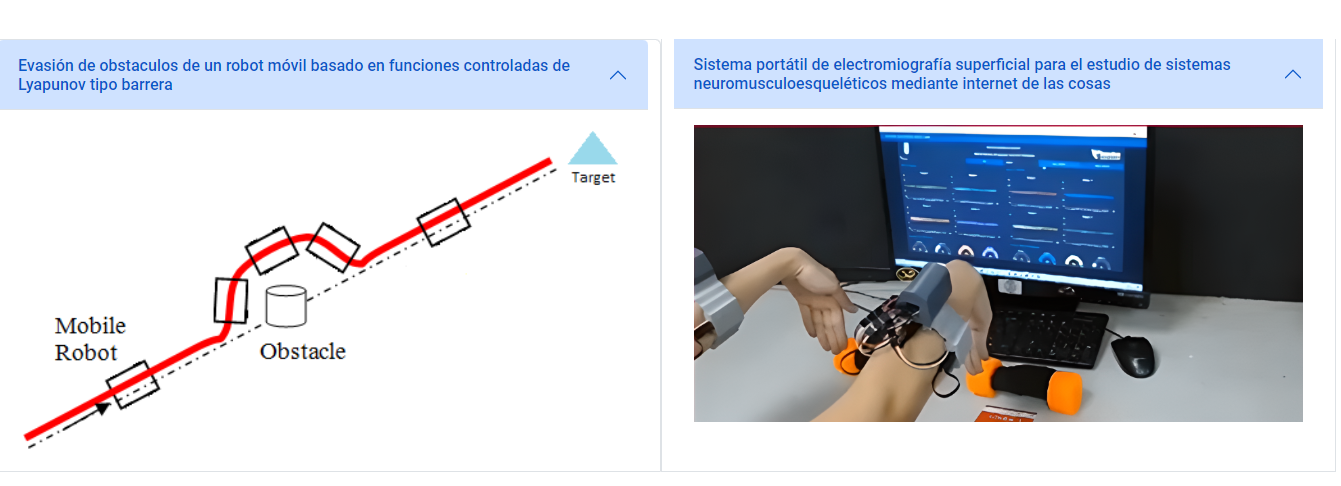 Evasión de obstaculos de un robot móvil basado en funciones controladas de
Lyapunov tipo barrera
Target
Mobile
Robot
Obstacle
Sistema portátil de electromiografía superficial para el estudio de sistemas
neuromusculoesqueléticos mediante internet de las cosas